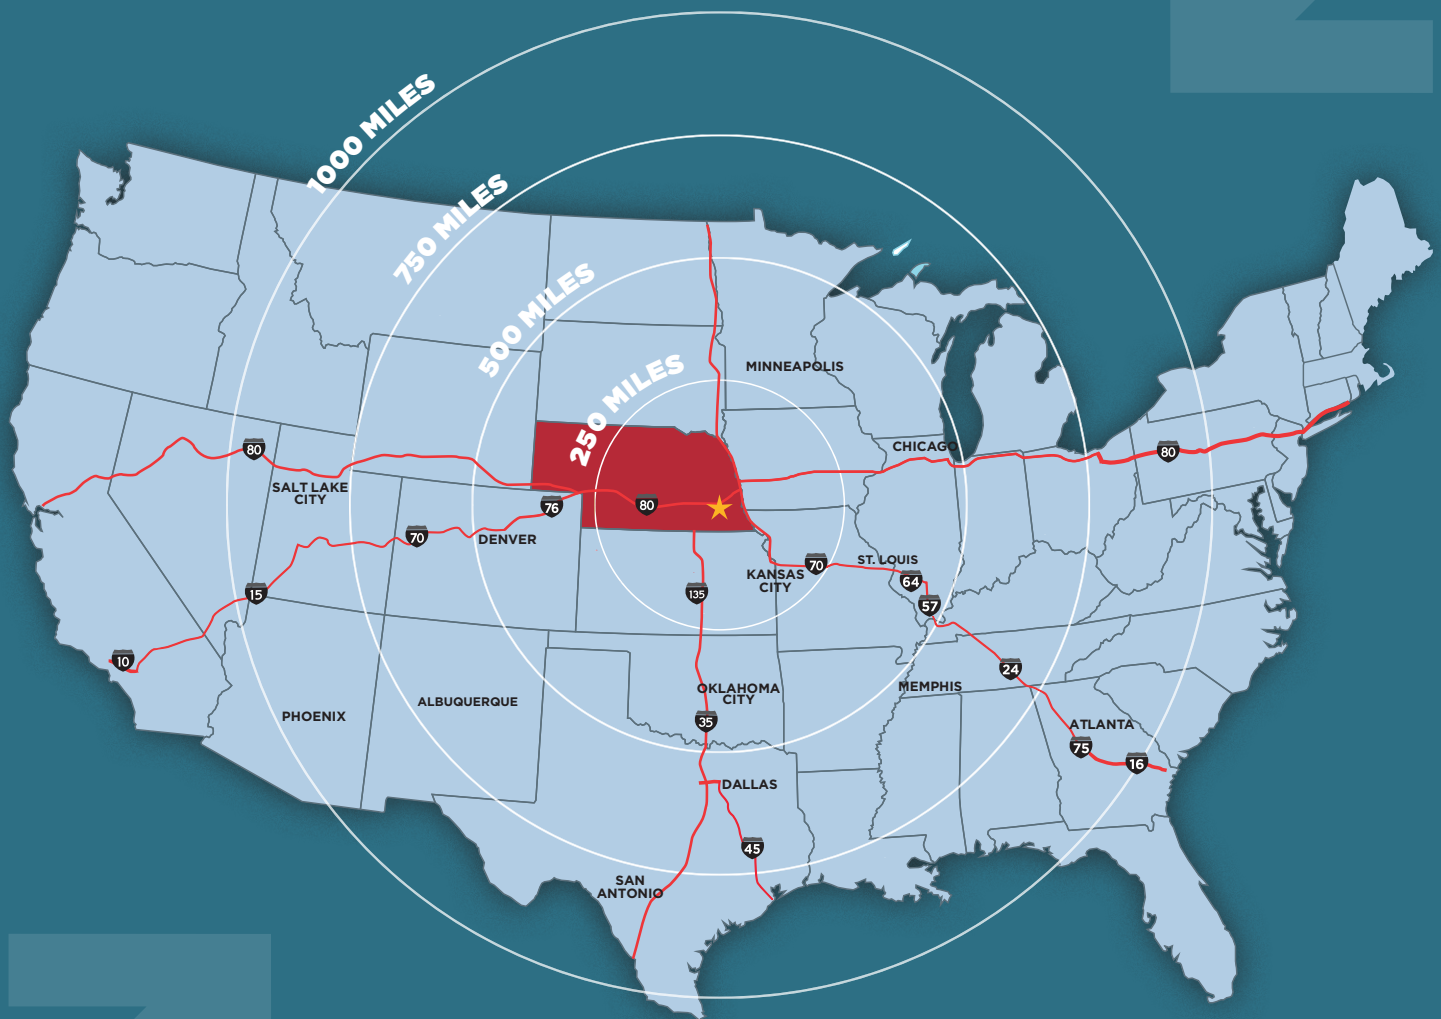 1000 MILES
750 MILES
500 MILES
250 MILES
MINNEAPOLIS
CHICAGO
80
80
SALT LAKE
CITY
76
80
70
DENVER
ST. LOUIS
70
KANSAS
CITY
64
15
135
57
10
24
MEMPHIS
OKLAHOMA
CITY
ALBUQUERQUE
PHOENIX
35
ATLANTA
75
16
DALLAS
45
SAN
ANTONIO